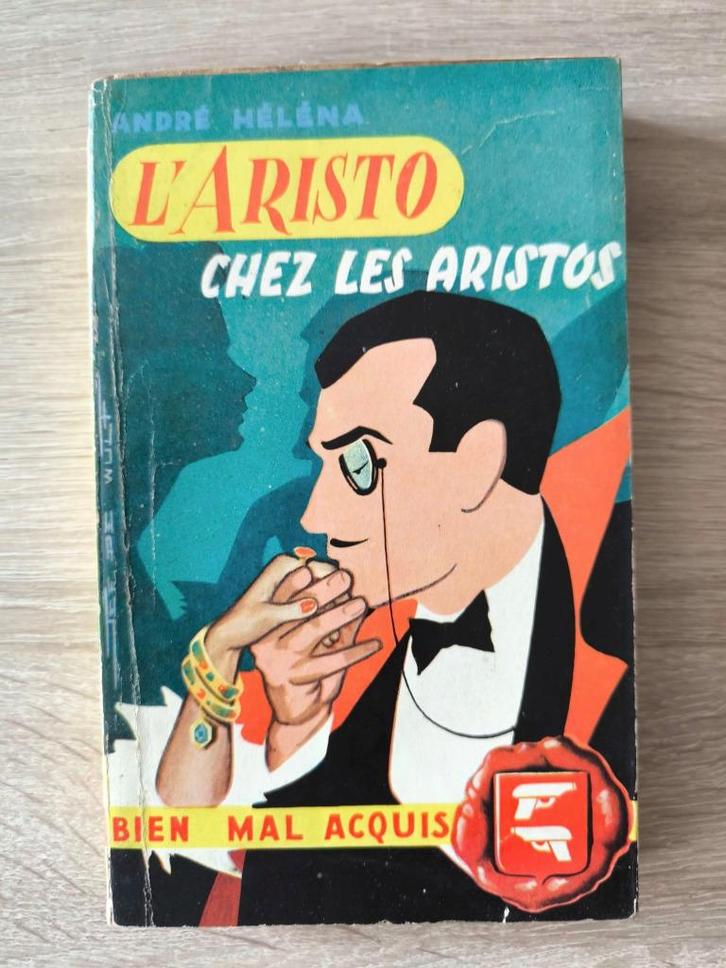 ANDRÉ HÉLÉNA
L'ARISTO
CHEZ LES ARISTOS
BIEN MAL ACQUIS